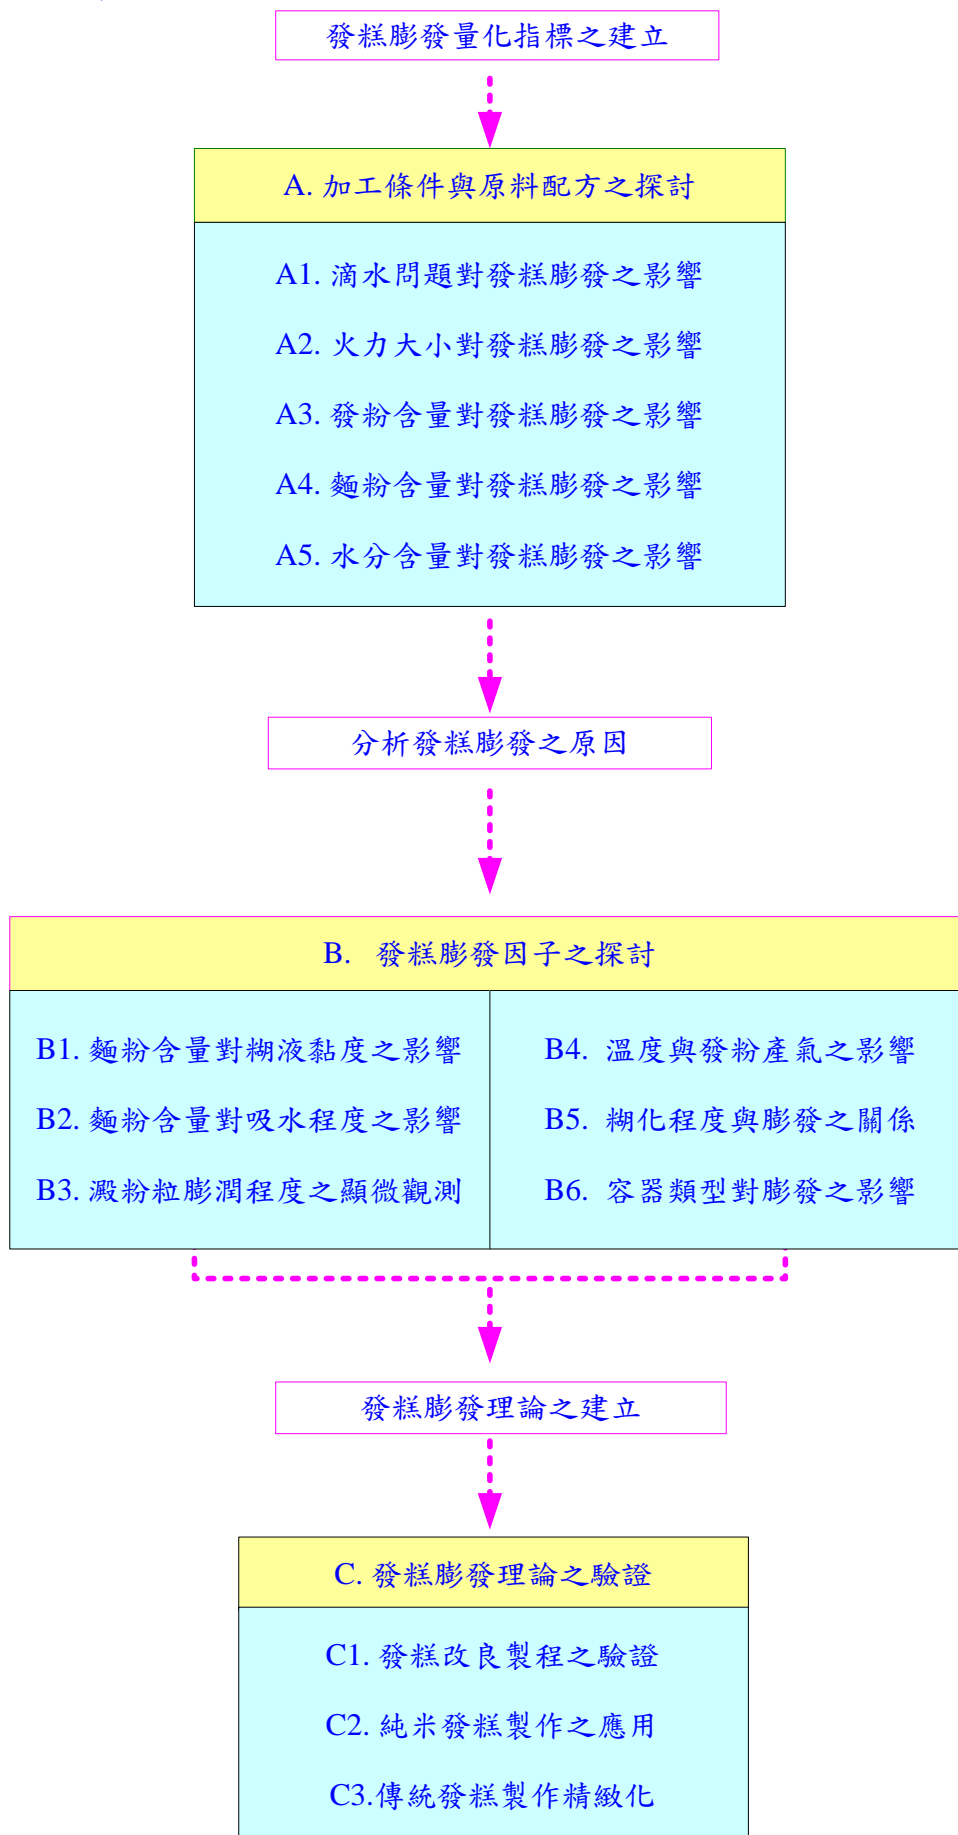 發糕膨發量化指標之建立
A. 加工條件與原料配方之探討
A1. 滴水問題對發糕膨發之影響
A2. 火力大小對發糕膨發之影響
A3. 發粉含量對發糕膨發之影響
A4. 麵粉含量對發糕膨發之影響
A5. 水分含量對發糕膨發之影響
分析發糕膨發之原因
B. 發糕膨發因子之探討
B1. 麵粉含量對糊液黏度之影響
B2. 麵粉含量對吸水程度之影響
B3. 澱粉粒膨潤程度之顯微觀測
B4. 溫度與發粉產氣之影響
B5. 糊化程度與膨發之關係
B6. 容器類型對膨發之影響
發糕膨發理論之建立
C. 發糕膨發理論之驗證
C1. 發糕改良製程之驗證
C2. 純米發糕製作之應用
C3.傳統發糕製作精緻化